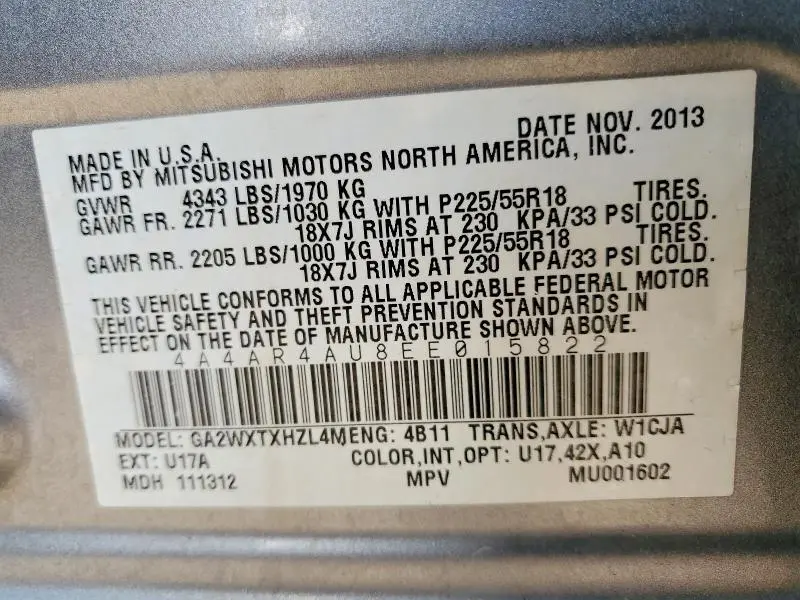 DATE NOV. 2013
MADE IN U.S.A.
MFD BY MITSUBISHI MOTORS NORTH AMERICA, INC.
GVWR 4343 LBS/1970 KG
GAWR FR. 2271 LBS/1030 KG WITH P225/55R18 TIRES.
18X7J RIMS AT 230 KPA/33 PSI COLD.
GAWR RR. 2205 LBS/1000 KG WITH P225/55R18 TIRES.
18X7J RIMS AT 230 KPA/33 PSI COLD.
THIS VEHICLE CONFORMS TO ALL APPLICABLE FEDERAL MOTOR
VEHICLE SAFETY AND THEFT PREVENTION STANDARDS IN
EFFECT ON THE DATE OF MANUFACTURE SHOWN ABOVE.
4A4AR4AU8EE015822
MODEL: GA2WXTXHZL4M ENG: 4B11 TRANS,AXLE: W1CJA
EXT: U17A COLOR,INT,OPT: U17,42X,A10
MDH 111312 MPV MU001602